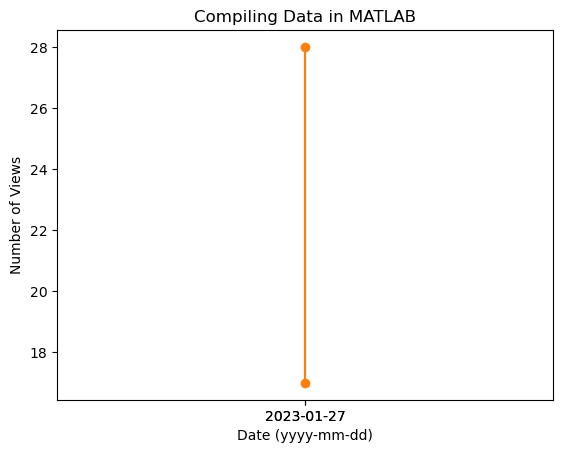 Compiling Data in MATLAB
Number of Views
28
26
24
22
20
18
2023-01-27
Date (yyyy-mm-dd)